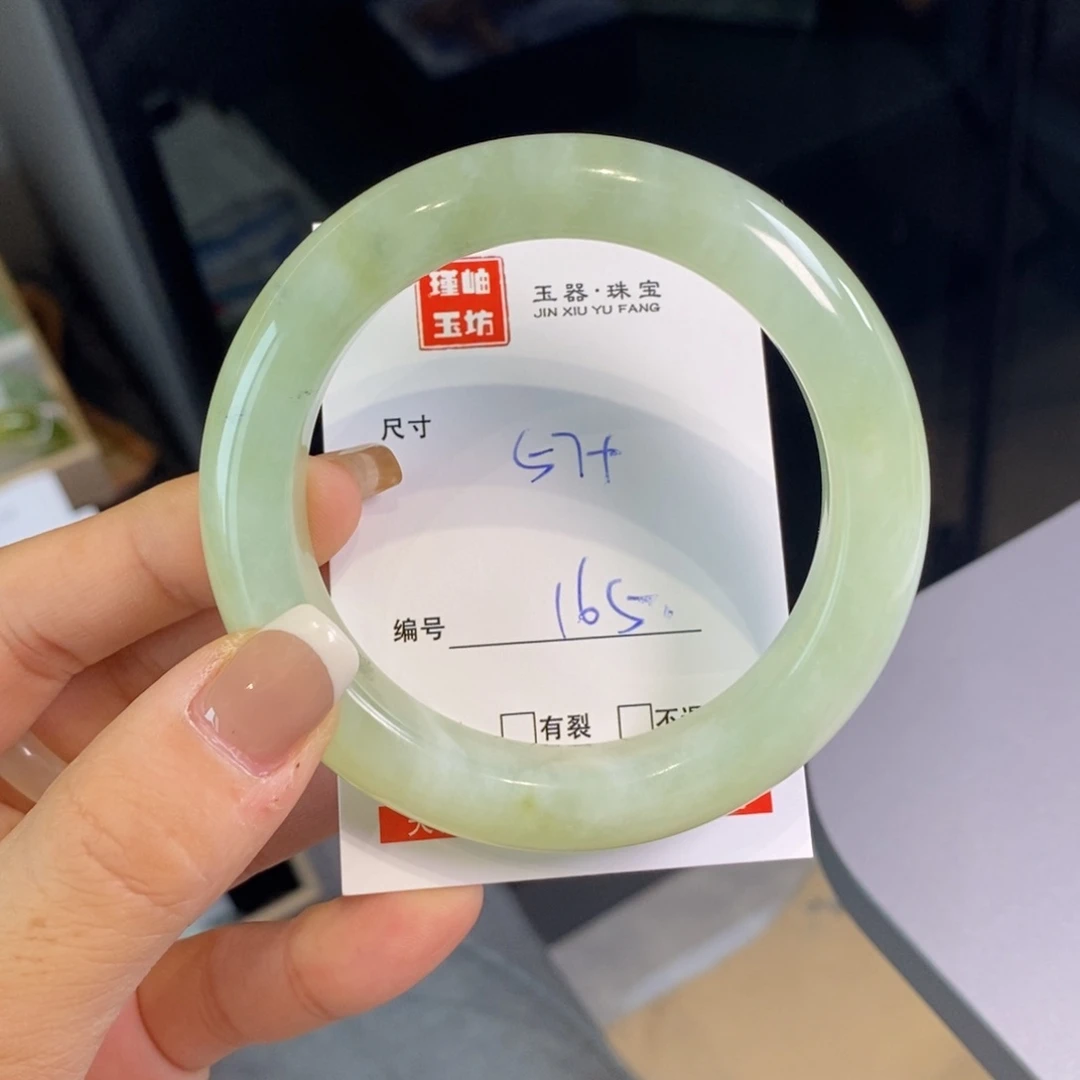 瑾岫
玉坊
玉器·珠宝
JIN XIU YU FANG
尺寸 57+
编号 165
有裂 不